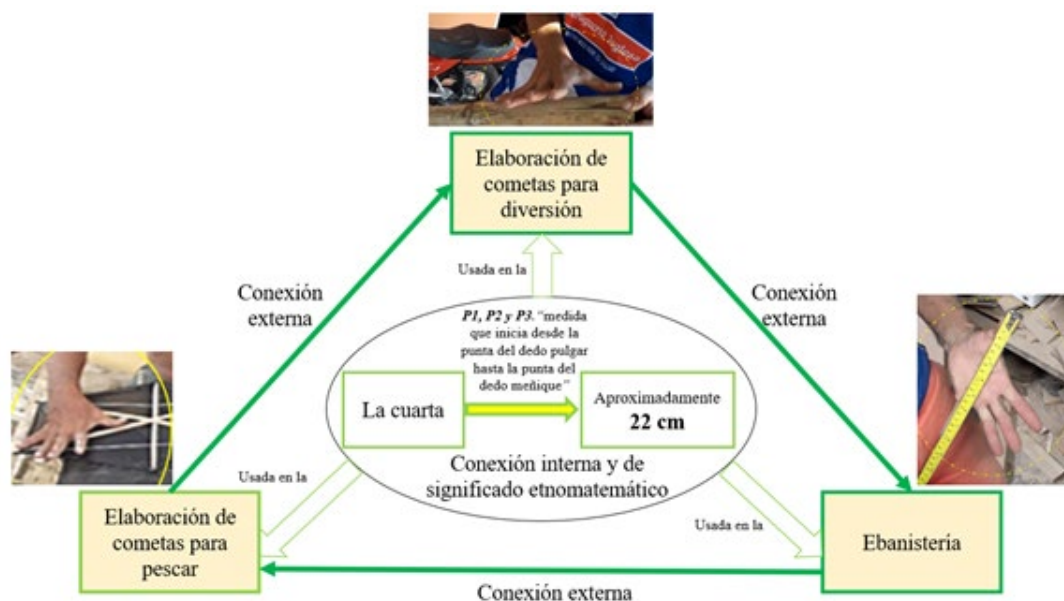 Elaboración de
cometas para
diversión
Usada en la
Conexión
externa
Conexión
externa
P1, P2 y P3. “medida
que inicia desde la
punta del dedo pulgar
hasta la punta del
dedo meñique”
La cuarta
Aproximadamente
22 cm
Conexión interna y de
significado etnomatemático
Usada en la
Usada en la
Elaboración de
cometas para
pescar
Ebanistería
Conexión externa